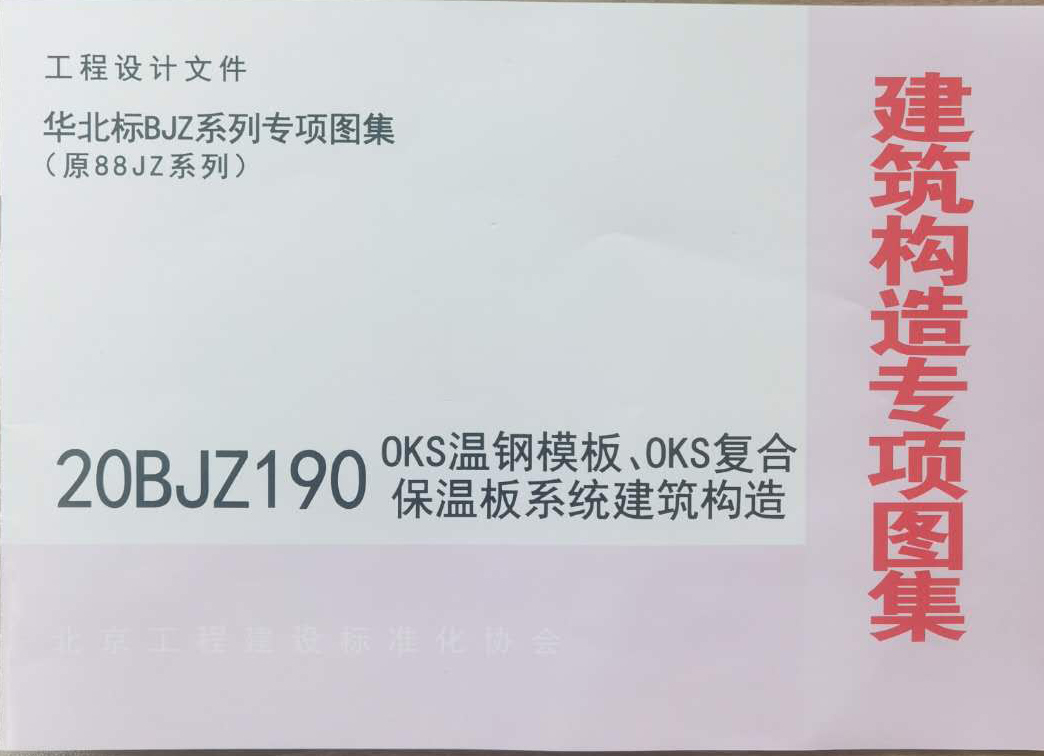 工程设计文件
华北标BJZ系列专项图集
（原88JZ系列）
20BJZ190
OKS温钢模板、OKS复合
保温板系统建筑构造
北京工程建设标准化协会
建筑构造专项图集